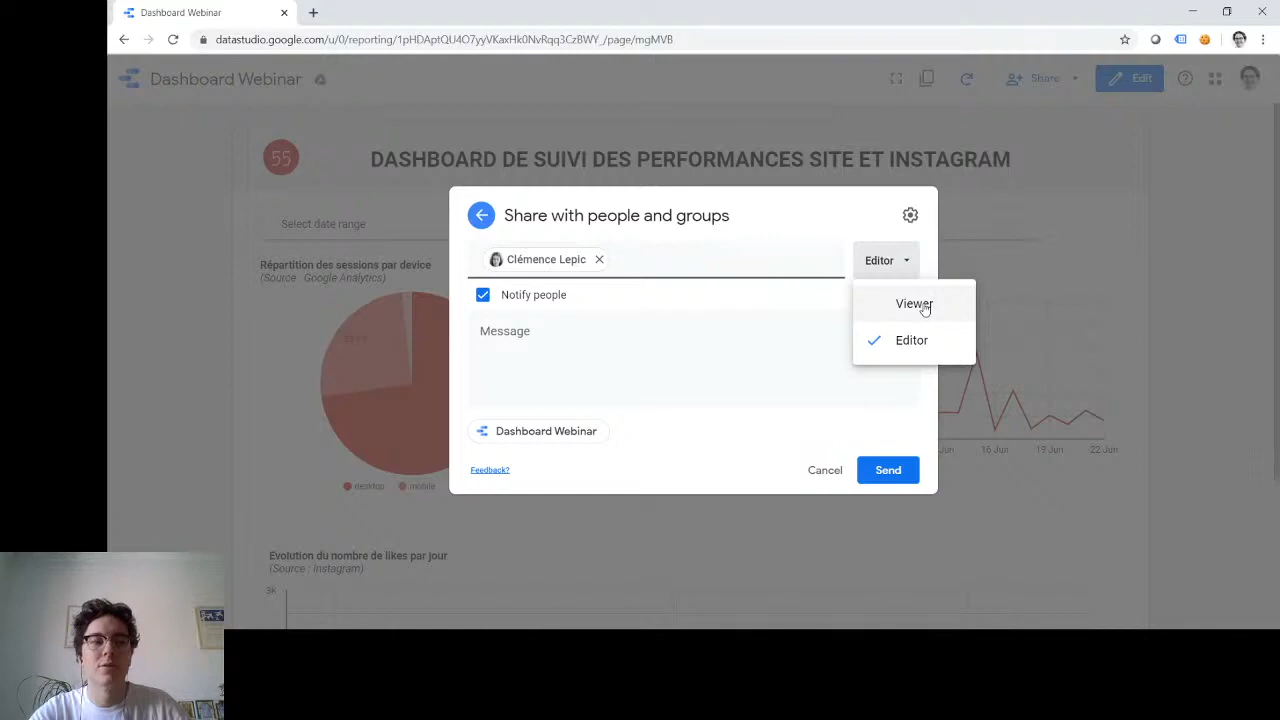 Dashboard Webinar
datastudio.google.com/u/0/reporting/1pHDAptQU4O7yyVKaxHk0NvRqq3CzBWY_/page/mgMVB
Dashboard Webinar
Share
Edit
55
DASHBOARD DE SUIVI DES PERFORMANCES SITE ET INSTAGRAM
Select date range
Share with people and groups
Clémence Lepic
Editor
Répartition des sessions par device
(Source : Google Analytics)
Notify people
Viewer
Message
Editor
Dashboard Webinar
16 Jun
19 Jun
22 Jun
Feedback?
Cancel
Send
desktop
mobile
Evolution du nombre de likes par jour
(Source : Instagram)
3K